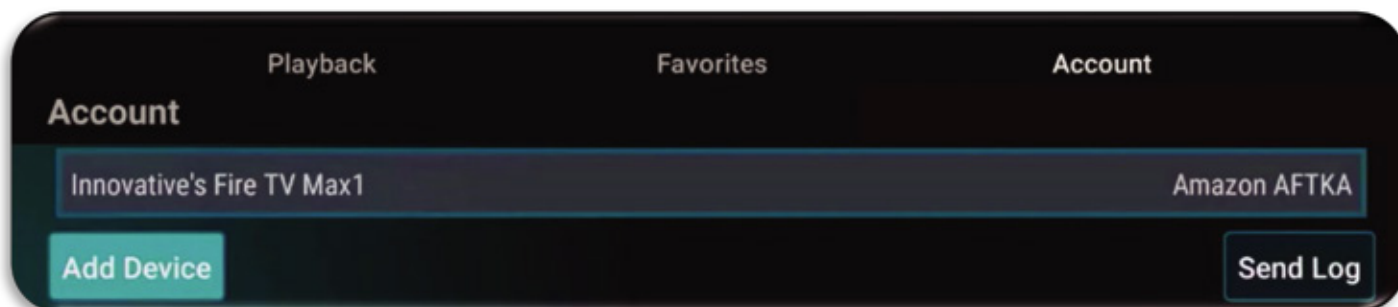 Playback Favorites Account
Account
Innovative's Fire TV Max1 Amazon AFTKA
Add Device Send Log